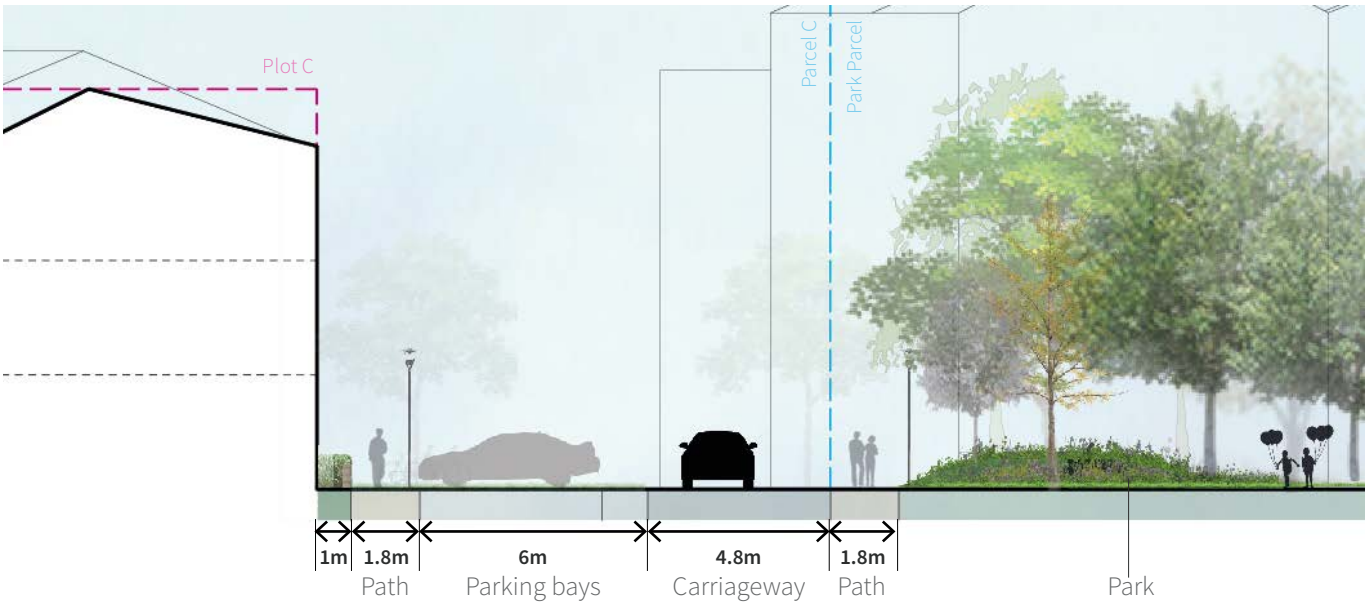 Plot C
Parcel C
Park Parcel
1m
1.8m
6m
4.8m
1.8m
Path
Parking bays
Carriageway
Path
Park